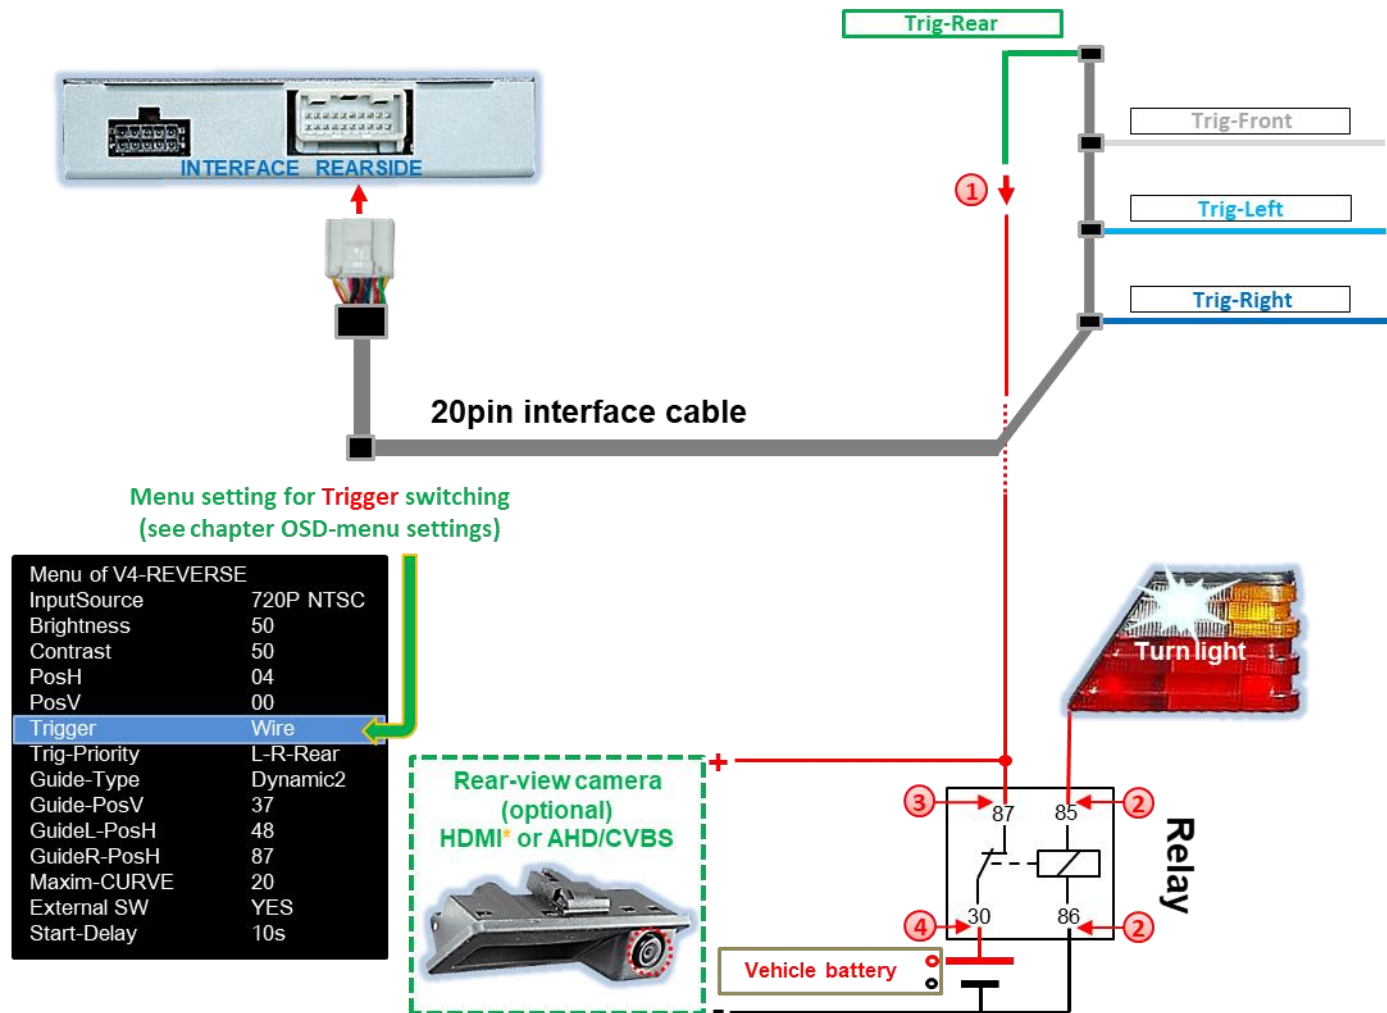 Trig-Rear
Trig-Front
INTERFACE REARSIDE
1
Trig-Left
Trig-Right
20pin interface cable
Menu setting for Trigger switching
(see chapter OSD-menu settings)
Menu of V4-REVERSE
InputSource 720P NTSC
Brightness 50
Contrast 50
PosH 04
PosV 00
Trigger Wire
Trig-Priority L-R-Rear
Guide-Type Dynamic2
Guide-PosV 37
GuideL-PosH 48
GuideR-PosH 87
Maxim-CURVE 20
External SW YES
Start-Delay 10s
Turn light
+
Rear-view camera
(optional)
HDMI* or AHD/CVBS
3
87
85
2
Relay
4
30
86
2
Vehicle battery
-